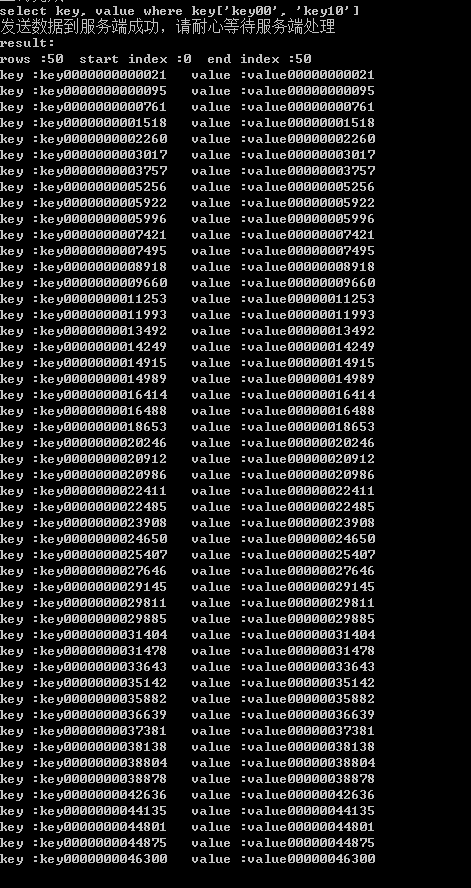 select key, value where key['key00', 'key10']
发送数据到服务端成功，请耐心等待服务端处理
result:
rows :50  start index :0  end index :50
key :key0000000000021   value :value00000000021
key :key0000000000095   value :value00000000095
key :key0000000000761   value :value00000000761
key :key0000000001518   value :value00000001518
key :key0000000002260   value :value00000002260
key :key0000000003017   value :value00000003017
key :key0000000003757   value :value00000003757
key :key0000000005256   value :value00000005256
key :key0000000005922   value :value00000005922
key :key0000000005996   value :value00000005996
key :key0000000007421   value :value00000007421
key :key0000000007495   value :value00000007495
key :key0000000008918   value :value00000008918
key :key0000000009660   value :value00000009660
key :key0000000011253   value :value00000011253
key :key0000000011993   value :value00000011993
key :key0000000013492   value :value00000013492
key :key0000000014249   value :value00000014249
key :key0000000014915   value :value00000014915
key :key0000000014989   value :value00000014989
key :key0000000016414   value :value00000016414
key :key0000000016488   value :value00000016488
key :key0000000018653   value :value00000018653
key :key0000000020246   value :value00000020246
key :key0000000020912   value :value00000020912
key :key0000000020986   value :value00000020986
key :key0000000022411   value :value00000022411
key :key0000000022485   value :value00000022485
key :key0000000023908   value :value00000023908
key :key0000000024650   value :value00000024650
key :key0000000025407   value :value00000025407
key :key0000000027646   value :value00000027646
key :key0000000029145   value :value00000029145
key :key0000000029811   value :value00000029811
key :key0000000029885   value :value00000029885
key :key0000000031404   value :value00000031404
key :key0000000031478   value :value00000031478
key :key0000000033643   value :value00000033643
key :key0000000035142   value :value00000035142
key :key0000000035882   value :value00000035882
key :key0000000036639   value :value00000036639
key :key0000000037381   value :value00000037381
key :key0000000038138   value :value00000038138
key :key0000000038804   value :value00000038804
key :key0000000038878   value :value00000038878
key :key0000000042636   value :value00000042636
key :key0000000044135   value :value00000044135
key :key0000000044801   value :value00000044801
key :key0000000044875   value :value00000044875
key :key0000000046300   value :value00000046300